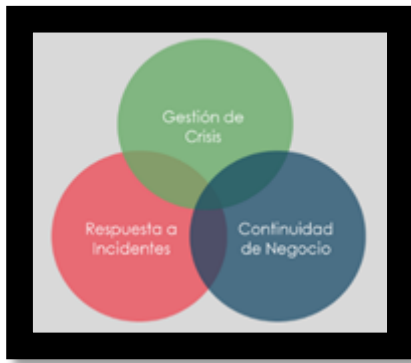 Gestión de
Crisis
Respuesta a
Incidentes
Continuidad
de Negocio